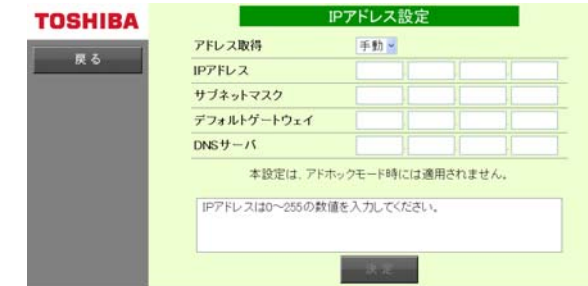 TOSHIBA
戻る
IPアドレス設定
アドレス取得 手動
IPアドレス
サブネットマスク
デフォルトゲートウェイ
DNSサーバ
本設定は、アドホックモード時には適用されません。
IPアドレスは0～255の数値を入力してください。
決定